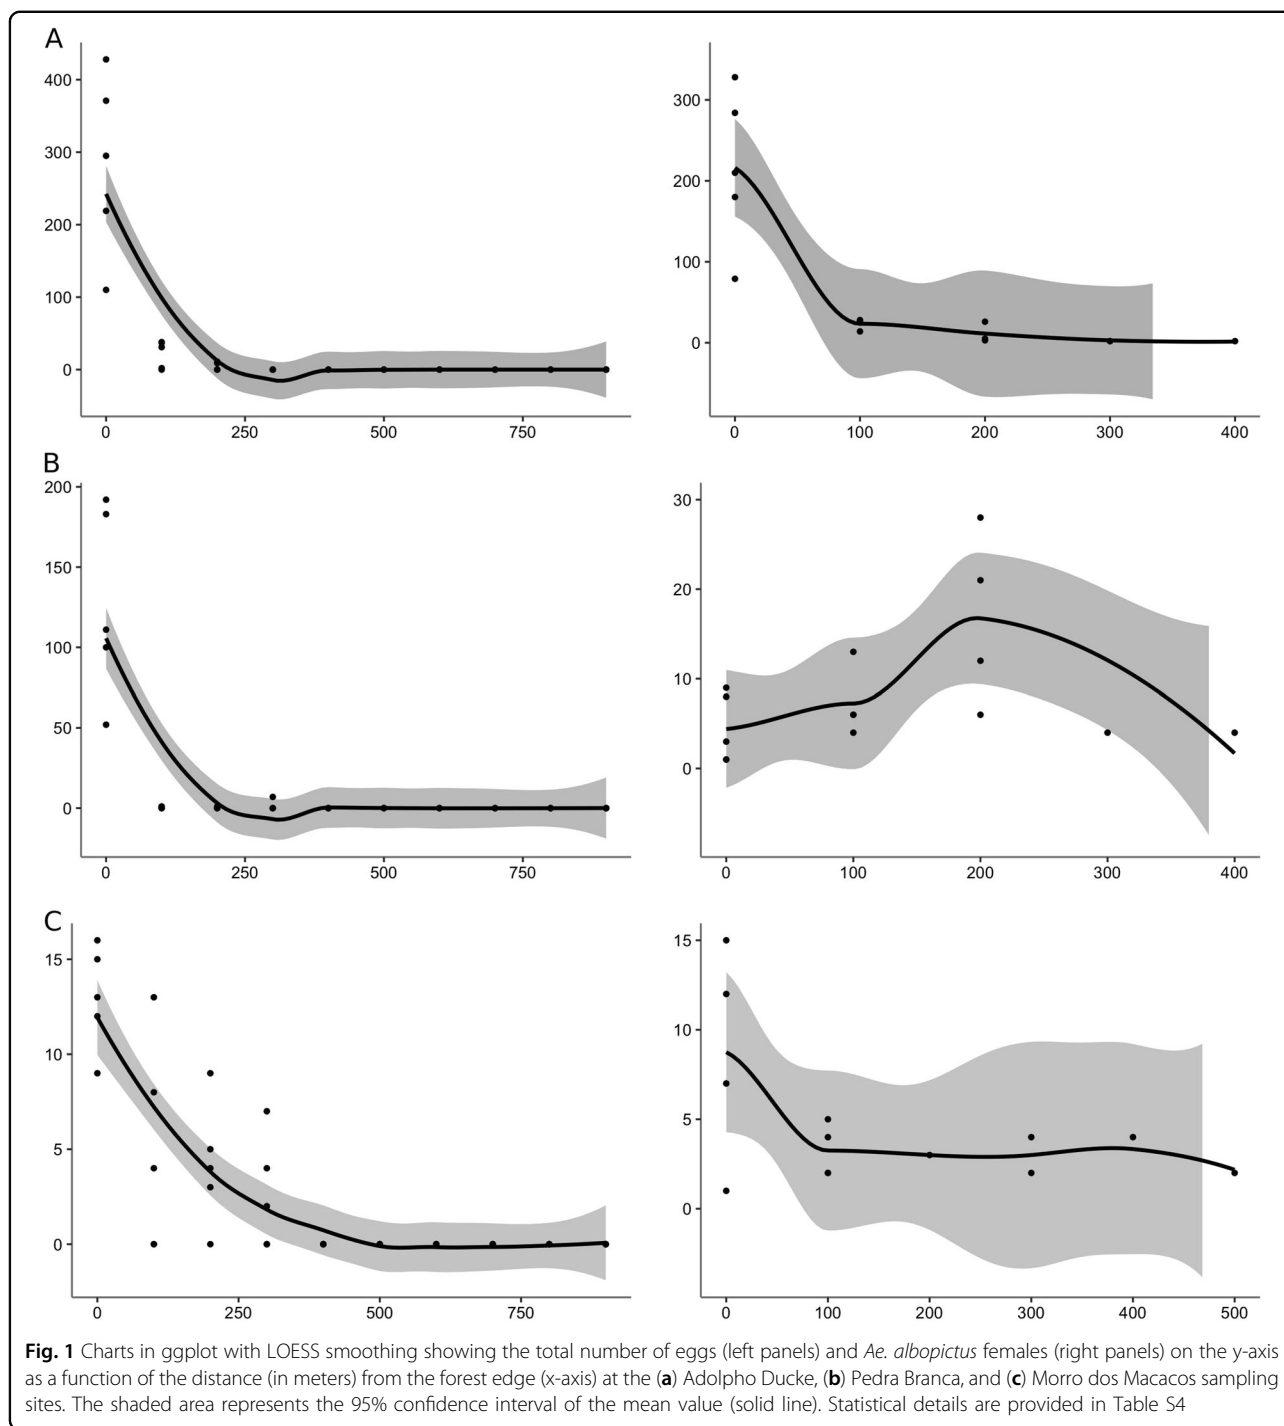 A
400
300
200
100
0
0 250 500 750
300
200
100
0
0 100 200 300 400
B
200
150
100
50
0
0 250 500 750
30
20
10
0
0 100 200 300 400
C
15
10
5
0
0 250 500 750
15
10
5
0
0 100 200 300 400 500
Fig. 1 Charts in ggplot with LOESS smoothing showing the total number of eggs (left panels) and Ae. albopictus females (right panels) on the y-axis
as a function of the distance (in meters) from the forest edge (x-axis) at the (a) Adolpho Ducke, (b) Pedra Branca, and (c) Morro dos Macacos sampling
sites. The shaded area represents the 95% confidence interval of the mean value (solid line). Statistical details are provided in Table S4